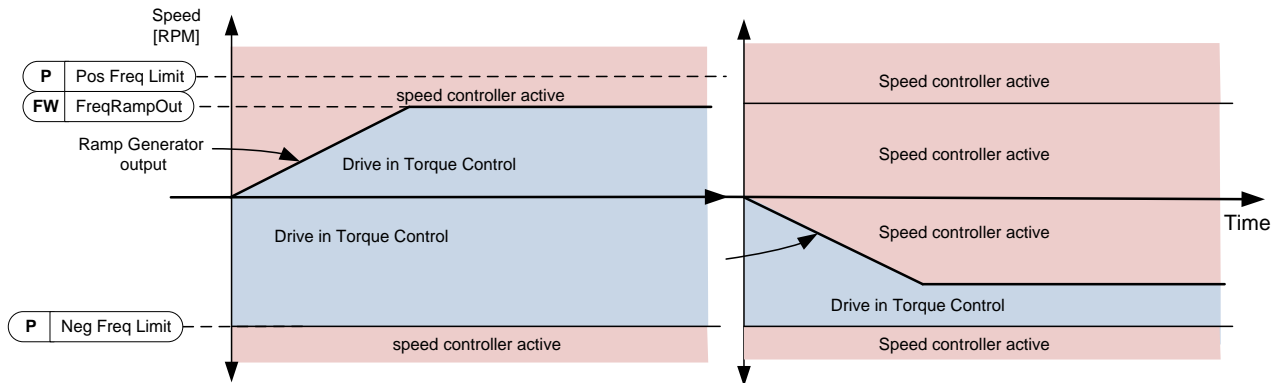 Speed
[RPM]
P Pos Freq Limit
FW FreqRampOut
speed controller active
Ramp Generator
output
Drive in Torque Control
Drive in Torque Control
P Neg Freq Limit
speed controller active
Speed controller active
Speed controller active
Speed controller active
Time
Drive in Torque Control
Speed controller active